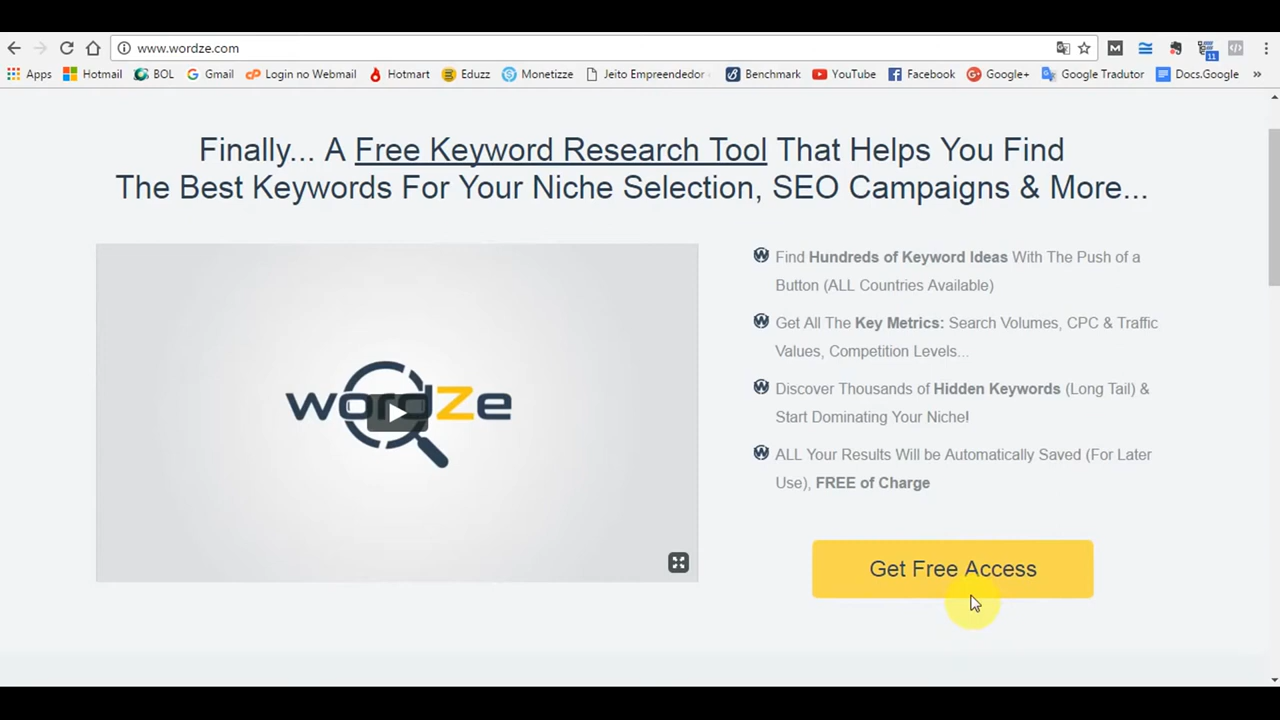 www.wordze.com
Apps Hotmail BOL Gmail Login no Webmail Hotmart Eduzz Monetizze Jeito Empreendedor Benchmark YouTube Facebook Google+ Google Tradutor Docs.Google »
11
Finally... A Free Keyword Research Tool That Helps You Find
The Best Keywords For Your Niche Selection, SEO Campaigns & More...
wordze
Find Hundreds of Keyword Ideas With The Push of a
Button (ALL Countries Available)
Get All The Key Metrics: Search Volumes, CPC & Traffic
Values, Competition Levels...
Discover Thousands of Hidden Keywords (Long Tail) &
Start Dominating Your Niche!
ALL Your Results Will be Automatically Saved (For Later
Use), FREE of Charge
Get Free Access